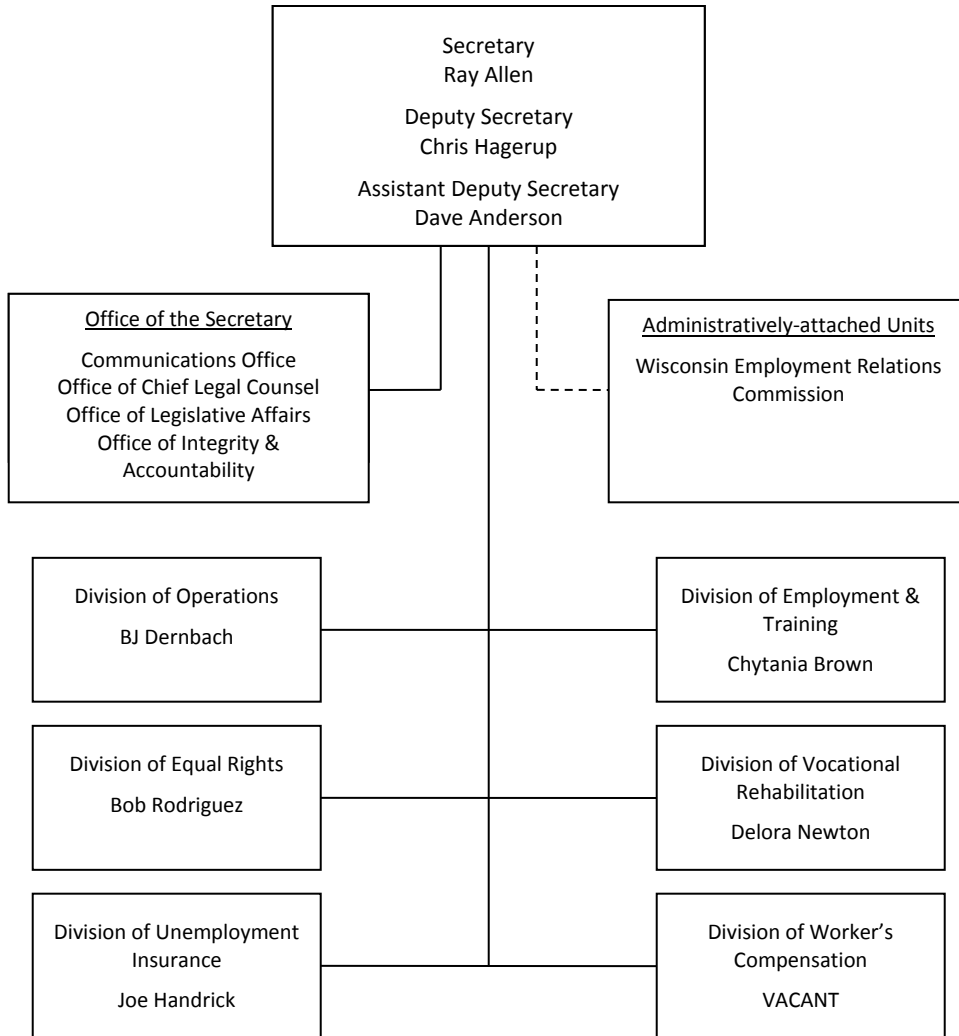 Secretary
Ray Allen
Deputy Secretary
Chris Hagerup
Assistant Deputy Secretary
Dave Anderson
Office of the Secretary
Communications Office
Office of Chief Legal Counsel
Office of Legislative Affairs
Office of Integrity &
Accountability
Administratively-attached Units
Wisconsin Employment Relations
Commission
Division of Operations
BJ Dernbach
Division of Employment &
Training
Chytania Brown
Division of Equal Rights
Bob Rodriguez
Division of Vocational
Rehabilitation
Delora Newton
Division of Unemployment
Insurance
Joe Handrick
Division of Worker’s
Compensation
VACANT